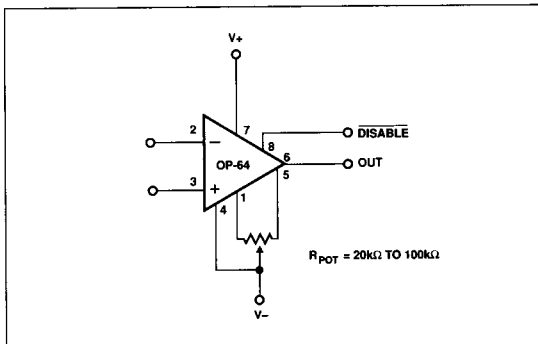 V+
2
7
DISABLE
8
−
6
OP-64
OUT
5
3
+
4
1
R_POT = 20kΩ TO 100kΩ
V−